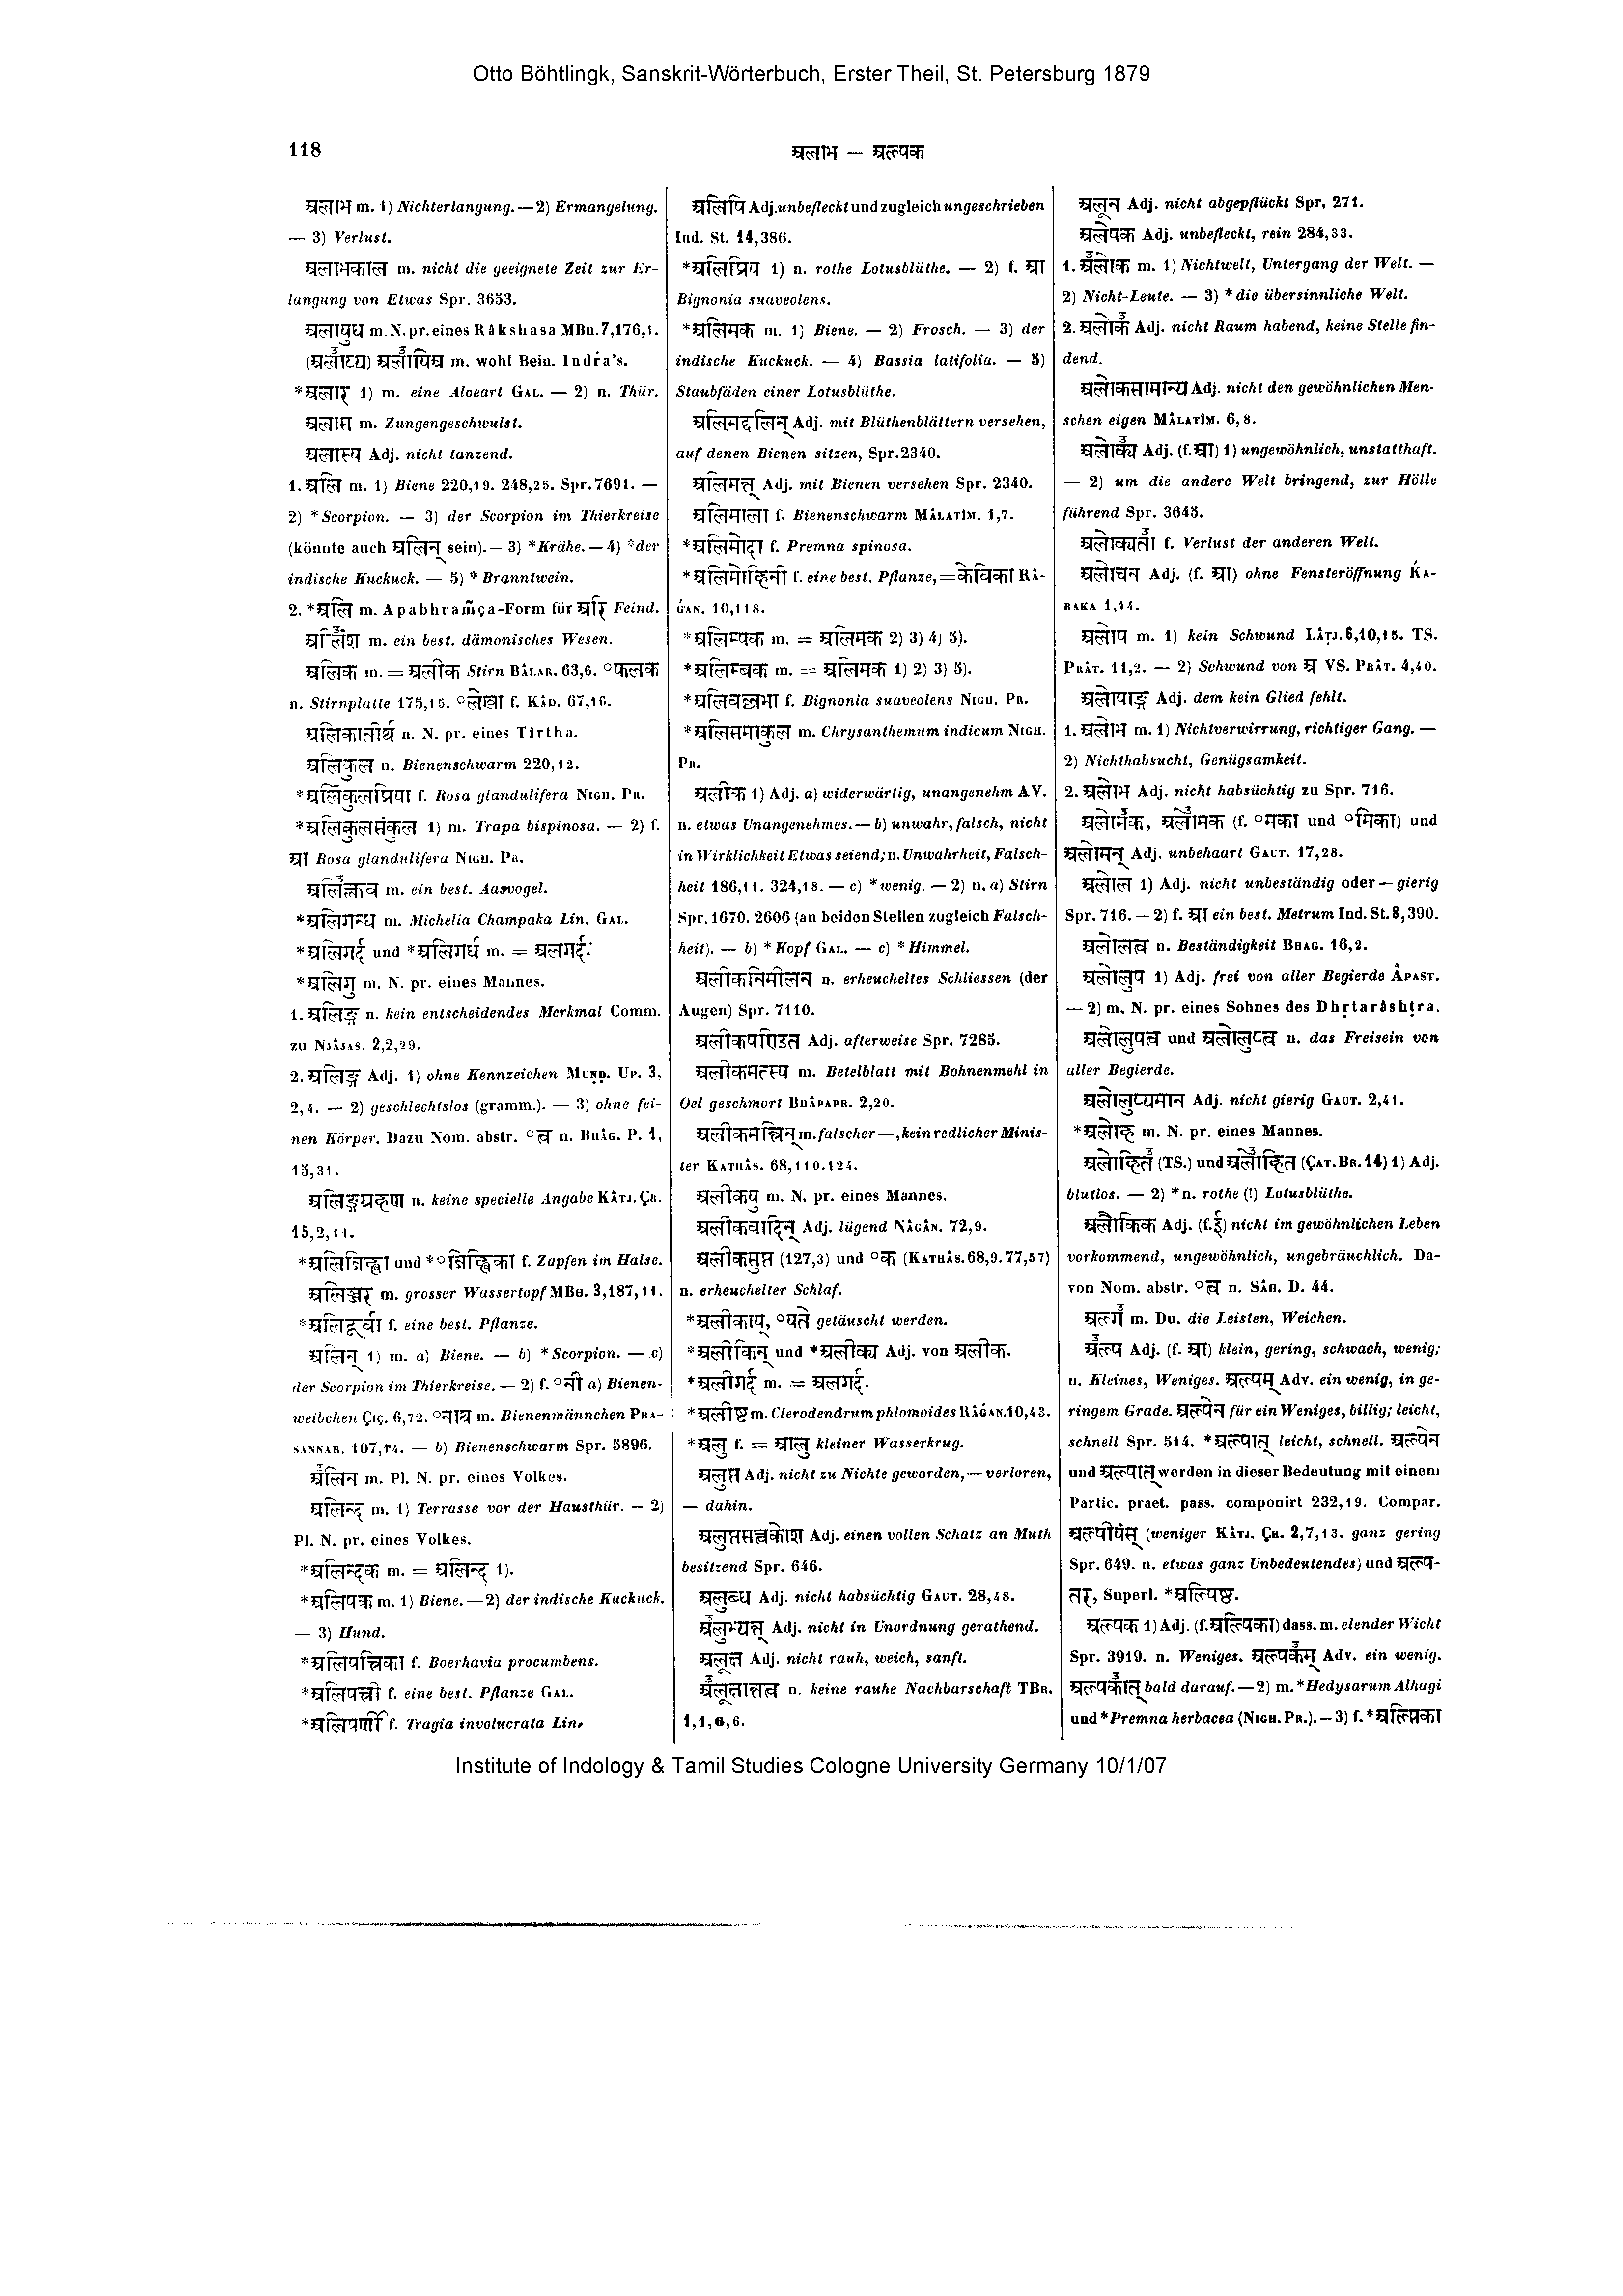 Otto Böhtlingk, Sanskrit-Wörterbuch, Erster Theil, St. Petersburg 1879
118
अलाभ — अल्पक
अलाभ m. 1) Nichterlangung. — 2) Ermangelung.
— 3) Verlust.
अलाभकाल m. nicht die geeignete Zeit zur Er-
langung von Etwas Spr. 3653.
अलायुध m. N. pr. eines Râkshasa MBH. 7,176,1.
m. wohl Bein. Indra's.
*अलार 1) m. eine Aloeart GAL. — 2) n. Thür.
अलास m. Zungengeschwulst.
अलास्य Adj. nicht tanzend.
1. अलि m. 1) Biene 220,19. 248,25. Spr. 7691. —
2) *Scorpion. — 3) der Scorpion im Thierkreise
(könnte auch अलिन् sein). — 3) *Krähe. — 4) *der
indische Kuckuck. — 5) *Branntwein.
2. *अलि m. Apabhram̃ça-Form für अरि Feind.
अलिंश m. ein best. dämonisches Wesen.
अलिक m. = अलीक Stirn BÂLAR. 63,6. °फलक
n. Stirnplatte 175,15. °लेखा f. KÂD. 67,16.
अलिकातीर्थ n. N. pr. eines Tîrtha.
अलिकुल n. Bienenschwarm 220,12.
*अलिकुलप्रिया f. Rosa glandulifera NIGH. PR.
*अलिकुलसंकुल 1) m. Trapa bispinosa. — 2) f.
आ Rosa glandulifera NIGH. PR.
अलिक्लव m. ein best. Aasvogel.
*अलिगन्ध m. Michelia Champaka Lin. GAL.
*अलिगर्द und *अलिगर्ध m. = अलगर्द.
*अलिगु m. N. pr. eines Mannes.
1. अलिङ्ग n. kein entscheidendes Merkmal Comm.
zu NJÂJAS. 2,2,29.
2. अलिङ्ग Adj. 1) ohne Kennzeichen MUṆḌ. UP. 3,
2,4. — 2) geschlechtslos (gramm.). — 3) ohne fei-
nen Körper. Dazu Nom. abstr. °त्व n. BHÂG. P. 1,
15,31.
अलिङ्गग्रहण n. keine specielle Angabe KÂTJ. ÇR.
15,2,11.
*अलिजिह्वा und *°जिह्विका f. Zapfen im Halse.
अलिञ्जर m. grosser Wassertopf MBH. 3,187,11.
*अलिदूर्वा f. eine best. Pflanze.
अलिन् 1) m. a) Biene. — b) *Scorpion. — c)
der Scorpion im Thierkreise. — 2) f. °नी a) Bienen-
weibchen ÇIÇ. 6,72. °नाय m. Bienenmännchen PRA-
SANNAR. 107,14. — b) Bienenschwarm Spr. 5896.
अलिन m. Pl. N. pr. eines Volkes.
अलिन्द m. 1) Terrasse vor der Hausthür. — 2)
Pl. N. pr. eines Volkes.
*अलिन्दक m. = अलिन्द 1).
*अलिपक m. 1) Biene. — 2) der indische Kuckuck.
— 3) Hund.
*अलिपत्त्रिका f. Boerhavia procumbens.
*अलिपत्त्री f. eine best. Pflanze GAL.
*अलिपर्णी f. Tragia involucrata Lin.
अलिपि Adj. unbefleckt und zugleich ungeschrieben
Ind. St. 14,386.
*अलिप्रिय 1) n. rothe Lotusblüthe. — 2) f. आ
Bignonia suaveolens.
*अलिमक m. 1) Biene. — 2) Frosch. — 3) der
indische Kuckuck. — 4) Bassia latifolia. — 5)
Staubfäden einer Lotusblüthe.
अलिमद्दलिन् Adj. mit Blüthenblättern versehen,
auf denen Bienen sitzen, Spr. 2340.
अलिमत् Adj. mit Bienen versehen Spr. 2340.
अलिमाला f. Bienenschwarm MÂLATÎM. 1,7.
*अलिमोदा f. Premna spinosa.
*अलिमोहिनी f. eine best. Pflanze, = केविका RÂ-
ǴAN. 10,118.
*अलिम्पक m. = अलिमक 2) 3) 4) 5).
*अलिम्बक m. = अलिमक 1) 2) 3) 5).
*अलिवल्लभा f. Bignonia suaveolens NIGH. PR.
*अलिसमाकुल m. Chrysanthemum indicum NIGH.
PR.
अलीक 1) Adj. a) widerwärtig, unangenehm AV.
n. etwas Unangenehmes. — b) unwahr, falsch, nicht
in Wirklichkeit Etwas seiend; n. Unwahrheit, Falsch-
heit 186,11. 324,18. — c) *wenig. — 2) n. a) Stirn
Spr. 1670. 2606 (an beiden Stellen zugleich Falsch-
heit). — b) *Kopf GAL. — c) *Himmel.
अलीकनिमीलन n. erheucheltes Schliessen (der
Augen) Spr. 7110.
अलीकपण्डित Adj. afterweise Spr. 7285.
अलीकमत्स्य m. Betelblatt mit Bohnenmehl in
Oel geschmort BHÂVAPR. 2,20.
अलीकमन्त्रिन् m. falscher —, kein redlicher Minis-
ter KATHÂS. 68,110.124.
अलीकयु m. N. pr. eines Mannes.
अलीकवादिन् Adj. lügend NÂGÂN. 72,9.
अलीकसुप्त (127,3) und °क (KATHÂS. 68,9. 77,57)
n. erheuchelter Schlaf.
*अलीकाय्, °यते getäuscht werden.
*अलीकिन् und *अलीक्य Adj. von अलीक.
*अलीगर्द m. = अलगर्द.
*अलीष्ट m. Clerodendrum phlomoides RÂǴAN. 10,43.
*अलु f. = आलु kleiner Wasserkrug.
अलुप्त Adj. nicht zu Nichte geworden, — verloren,
— dahin.
अलुप्तसत्त्वकोश Adj. einen vollen Schatz an Muth
besitzend Spr. 646.
अलुब्ध Adj. nicht habsüchtig GAUT. 28,48.
अलुभ्यत् Adj. nicht in Unordnung gerathend.
अलूक्ष Adj. nicht rauh, weich, sanft.
n. keine rauhe Nachbarschaft TBR.
1,1,6,6.
अलून Adj. nicht abgepflückt Spr. 271.
अलेपक Adj. unbefleckt, rein 284,33.
1. अलोक m. 1) Nichtwelt, Untergang der Welt. —
2) Nicht-Leute. — 3) *die übersinnliche Welt.
2. अलोक Adj. nicht Raum habend, keine Stelle fin-
dend.
अलोकसामान्य Adj. nicht den gewöhnlichen Men-
schen eigen MÂLATÎM. 6,8.
अलोक्य Adj. (f. आ) 1) ungewöhnlich, unstatthaft.
— 2) um die andere Welt bringend, zur Hölle
führend Spr. 3645.
अलोक्यता f. Verlust der anderen Welt.
अलोचन Adj. (f. आ) ohne Fensteröffnung ḰA-
RAKA 1,14.
अलोप m. 1) kein Schwund LÂṬJ. 6,10,15. TS.
PRÂT. 11,2. — 2) Schwund von अ VS. PRÂT. 4,40.
अलोपाङ्ग Adj. dem kein Glied fehlt.
1. अलोभ m. 1) Nichtverwirrung, richtiger Gang. —
2) Nichthabsucht, Genügsamkeit.
2. अलोभ Adj. nicht habsüchtig zu Spr. 716.
अलोमक, अलोमक (f. °मका und °मिका) und
अलोमन् Adj. unbehaart GAUT. 17,28.
अलोल 1) Adj. nicht unbeständig oder — gierig
Spr. 716. — 2) f. आ ein best. Metrum Ind. St. 8,390.
अलोलत्व n. Beständigkeit BHAG. 16,2.
अलोलुप 1) Adj. frei von aller Begierde ÂPAST.
— 2) m. N. pr. eines Sohnes des Dhṛtarâshṭra.
अलोलुपत्व und अलोलुप्त्व n. das Freisein von
aller Begierde.
अलोलुप्यमान Adj. nicht gierig GAUT. 2,41.
*अलोह m. N. pr. eines Mannes.
अलोहित (TS.) und अलोहित (ÇAT. BR. 14) 1) Adj.
blutlos. — 2) *n. rothe (!) Lotusblüthe.
अलौकिक Adj. (f. ई) nicht im gewöhnlichen Leben
vorkommend, ungewöhnlich, ungebräuchlich. Da-
von Nom. abstr. °त्व n. SÂH. D. 44.
अल्ग m. Du. die Leisten, Weichen.
अल्प Adj. (f. आ) klein, gering, schwach, wenig;
n. Kleines, Weniges. अल्पम् Adv. ein wenig, in ge-
ringem Grade. अल्पेन für ein Weniges, billig; leicht,
schnell Spr. 514. *अल्पात् leicht, schnell. अल्पेन
und अल्पात् werden in dieser Bedeutung mit einem
Partic. praet. pass. componirt 232,19. Compar.
अल्पीयंस् (weniger KÂTJ. ÇR. 2,7,13. ganz gering
Spr. 649. n. etwas ganz Unbedeutendes) und अल्प-
तर, Superl. *अल्पिष्ठ.
अल्पक 1) Adj. (f. अल्पिका) dass. m. elender Wicht
Spr. 3919. n. Weniges. अल्पकम् Adv. ein wenig.
अल्पकात् bald darauf. — 2) m. *Hedysarum Alhagi
und *Premna herbacea (NIGH. PR.). — 3) f. *अल्पिका
Institute of Indology & Tamil Studies Cologne University Germany 10/1/07